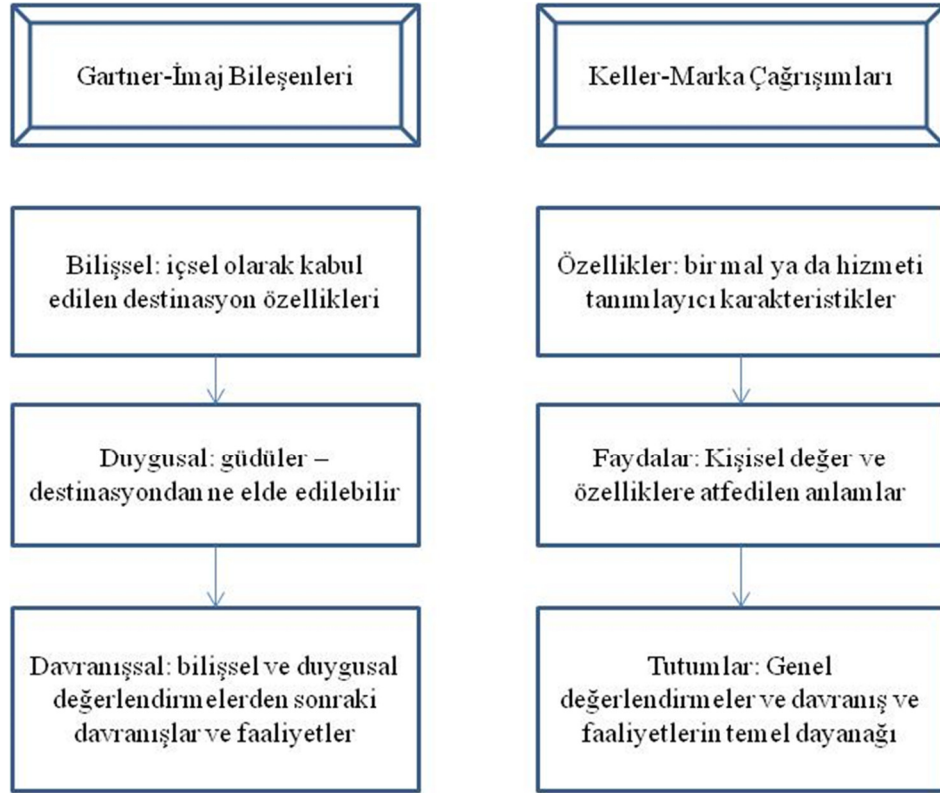 Gartner-İmaj Bileşenleri
Keller-Marka Çağrışımları
Bilişsel: içsel olarak kabul
edilen destinasyon özellikleri
Özellikler: bir mal ya da hizmeti
tanımlayıcı karakteristikler
Duygusal: güdüler –
destinasyondan ne elde edilebilir
Faydalar: Kişisel değer ve
özelliklere atfedilen anlamlar
Davranışsal: bilişsel ve duygusal
değerlendirmelerden sonraki
davranışlar ve faaliyetler
Tutumlar: Genel
değerlendirmeler ve davranış ve
faaliyetlerin temel dayanağı